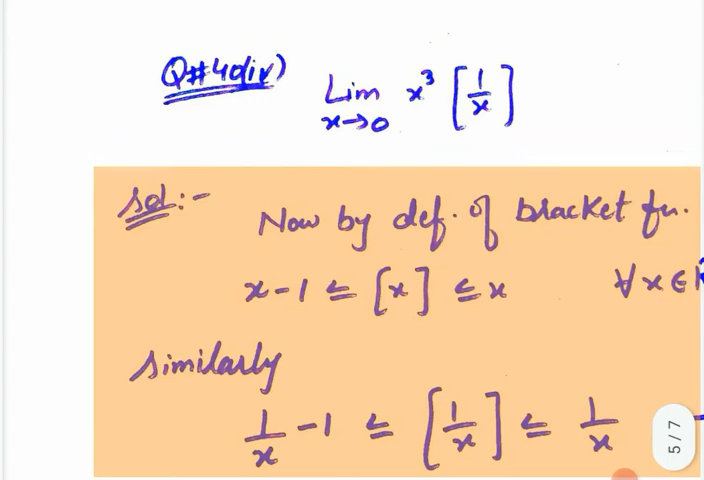 Q#40(iv) Lim x→0 x³ [1/x]
Sol:-
Now by def. of bracket fn.
x-1 ≤ [x] ≤ x ∀ x ∈ R
Similarly
1/x -1 ≤ [1/x] ≤ 1/x
5/7